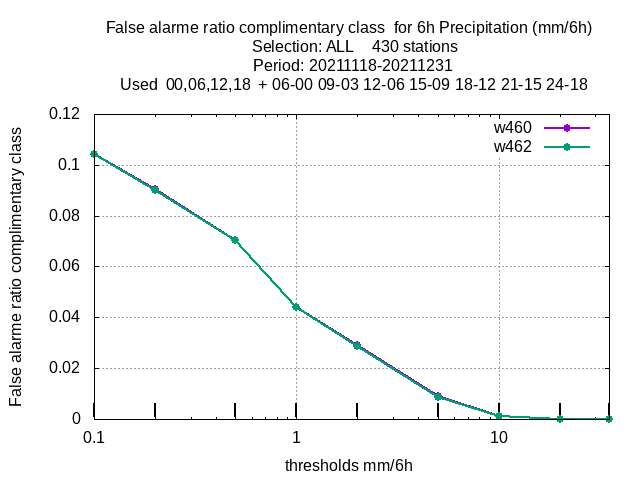 False alarme ratio complimentary class  for 6h Precipitation (mm/6h)
Selection: ALL    430 stations
Period: 20211118-20211231
Used  00,06,12,18  + 06-00 09-03 12-06 15-09 18-12 21-15 24-18
w460
w462
False alarme ratio complimentary class
0.12
0.1
0.08
0.06
0.04
0.02
0
0.1
1
10
thresholds mm/6h